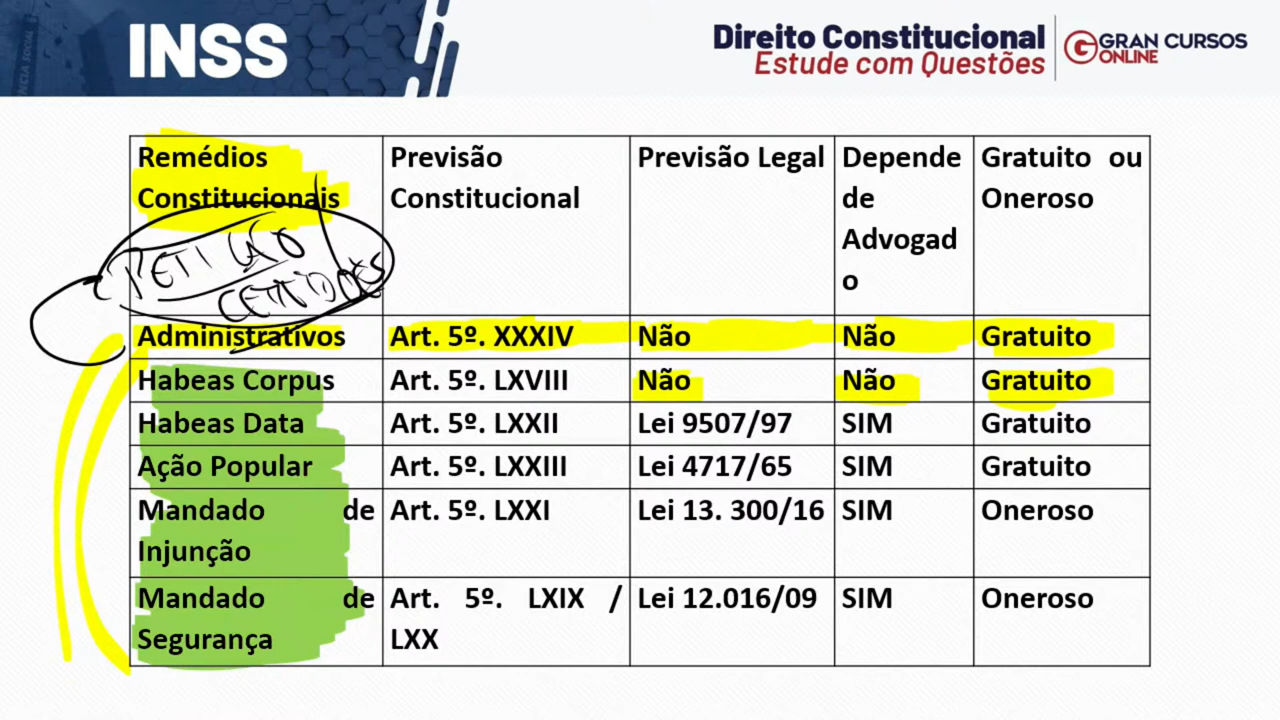 INSS
Direito Constitucional
Estude com Questões
GRAN CURSOS
ONLINE
Remédios Constitucionais
Previsão Constitucional
Previsão Legal
Depende de Advogado
Gratuito ou Oneroso
PETIÇÃO
CERTIDÕES
Administrativos Art. 5º. XXXIV Não Não Gratuito
Habeas Corpus Art. 5º. LXVIII Não Não Gratuito
Habeas Data Art. 5º. LXXII Lei 9507/97 SIM Gratuito
Ação Popular Art. 5º. LXXIII Lei 4717/65 SIM Gratuito
Mandado de Art. 5º. LXXI Lei 13. 300/16 SIM Oneroso
Injunção
Mandado de Art. 5º. LXIX / Lei 12.016/09 SIM Oneroso
Segurança LXX